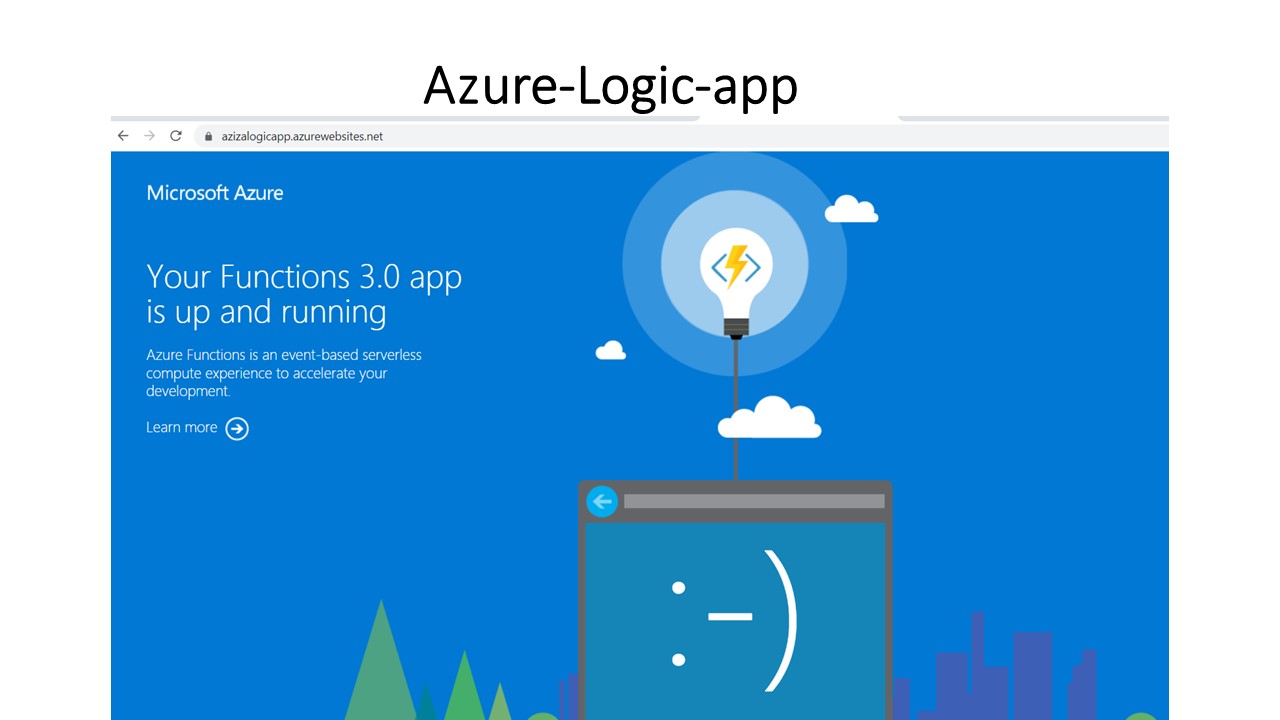 Azure-Logic-app
azizalogicapp.azurewebsites.net
Microsoft Azure
Your Functions 3.0 app
is up and running
Azure Functions is an event-based serverless
compute experience to accelerate your
development.
Learn more
:-)